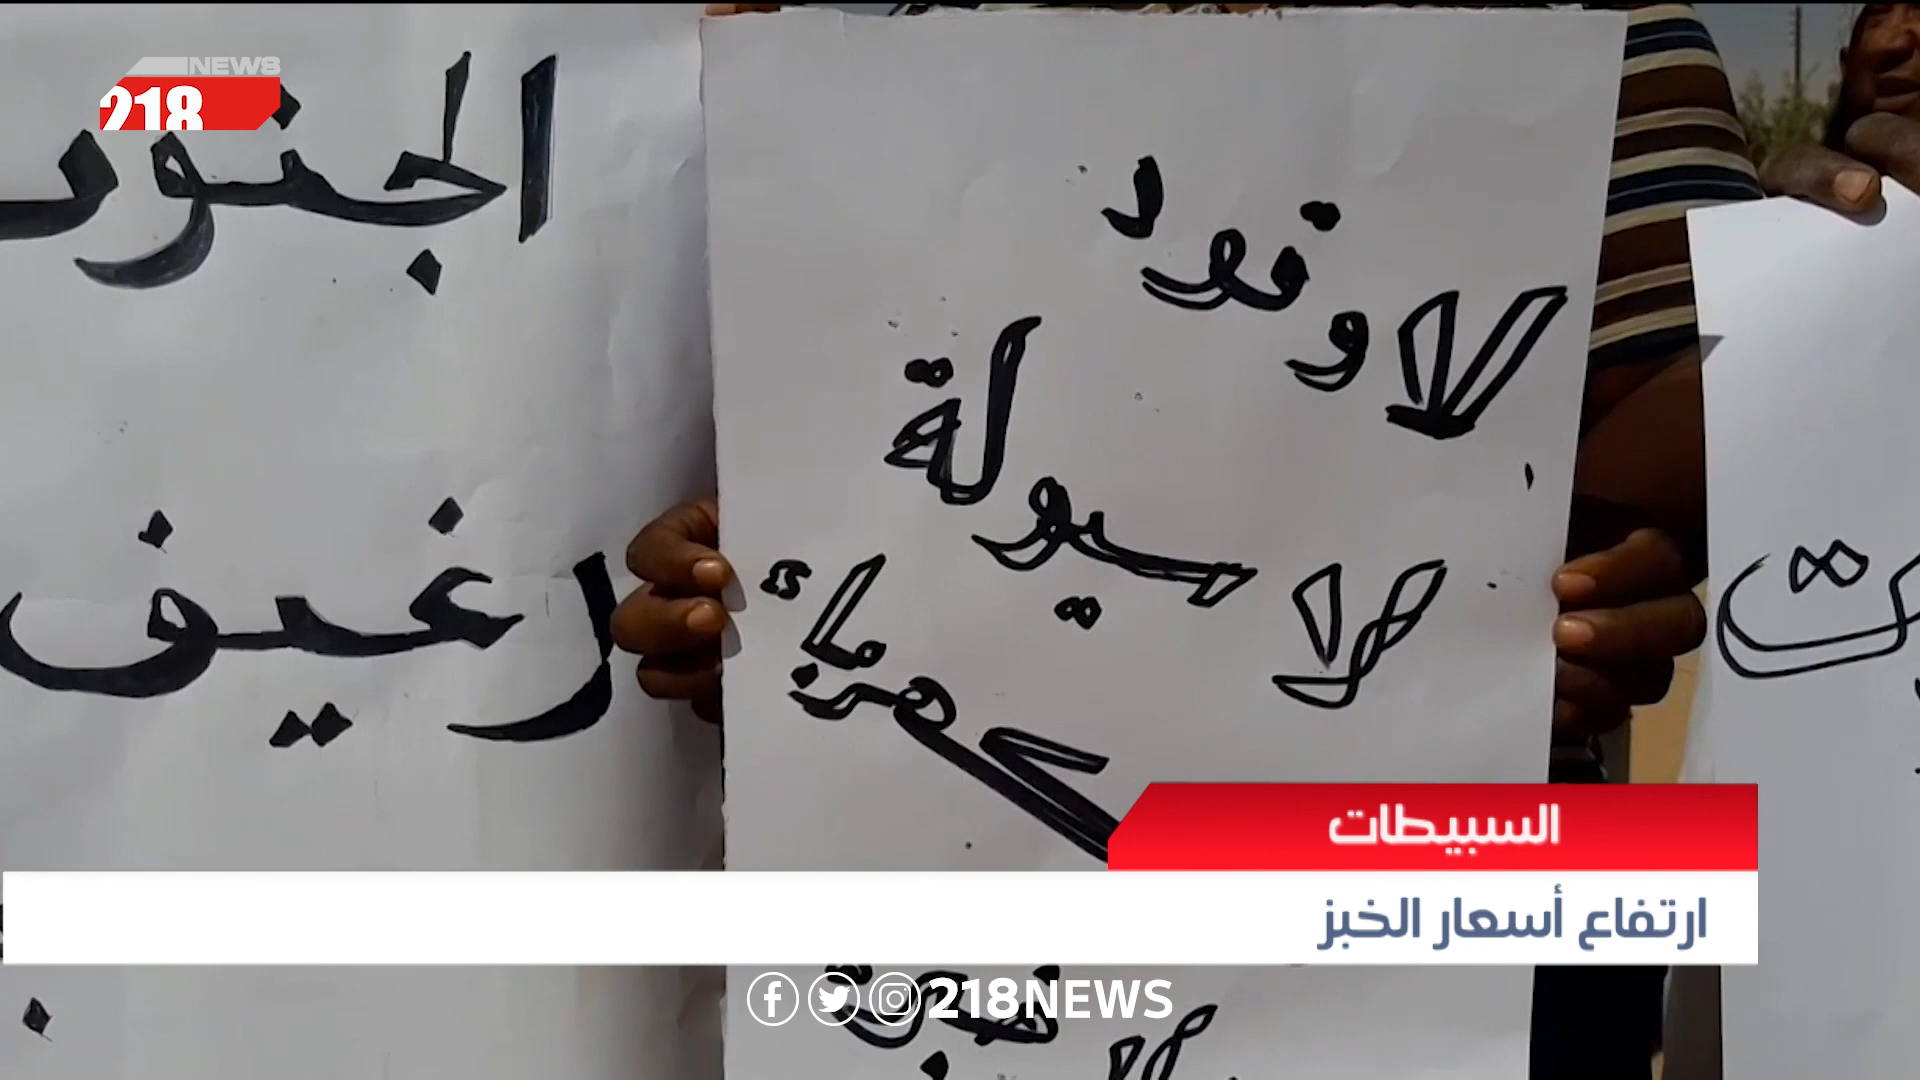 NEWS
218
الجنوب
رغيف
لا وقود
لا سيولة
كهرباء
لا
السبيطات
ارتفاع أسعار الخبز
218NEWS